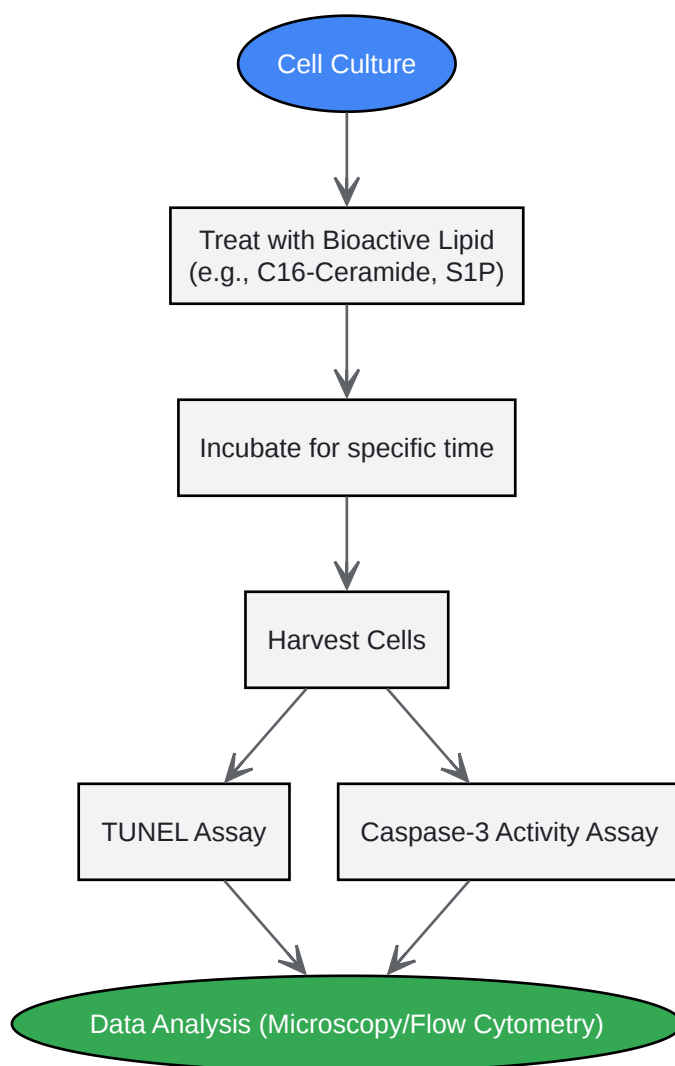 Cell Culture
Treat with Bioactive Lipid
(e.g., C16-Ceramide, S1P)
Incubate for specific time
Harvest Cells
TUNEL Assay
Caspase-3 Activity Assay
Data Analysis (Microscopy/Flow Cytometry)